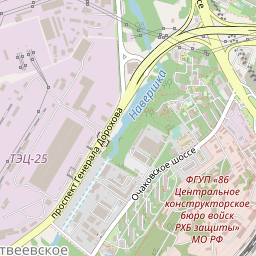 шоссе
Навершка
проспект Генерала Дорохова
ТЭЦ-25
Очаковское шоссе
ФГУП «86
Центральное
конструкторское
бюро войск
РХБ защиты»
МО РФ
твеевское